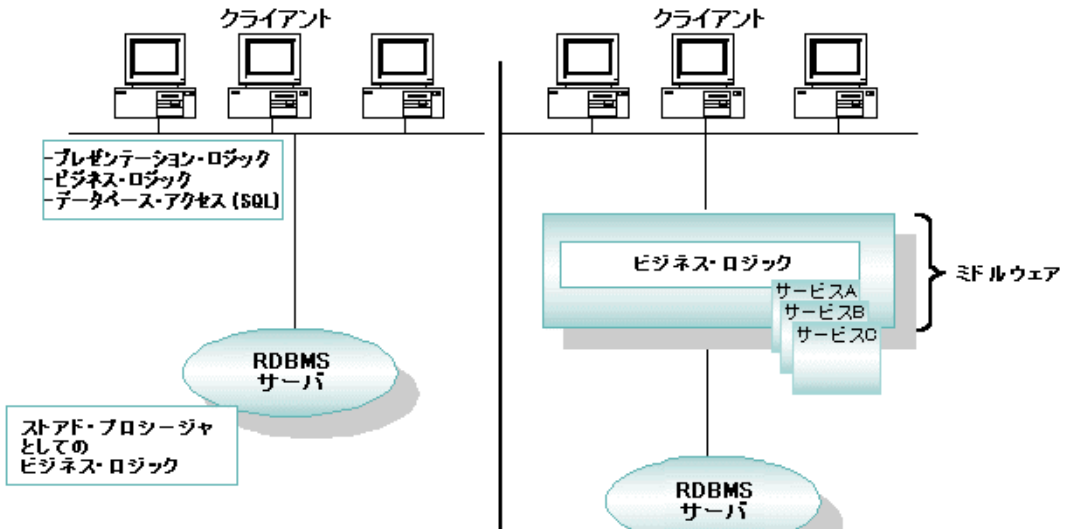 クライアント
-プレゼンテーション・ロジック
-ビジネス・ロジック
-データベース・アクセス (SQL)
RDBMS
サーバ
ストアド・プロシージャ
としての
ビジネス・ロジック
クライアント
ビジネス・ロジック
サービスA
サービスB
サービスC
ミドルウェア
RDBMS
サーバ